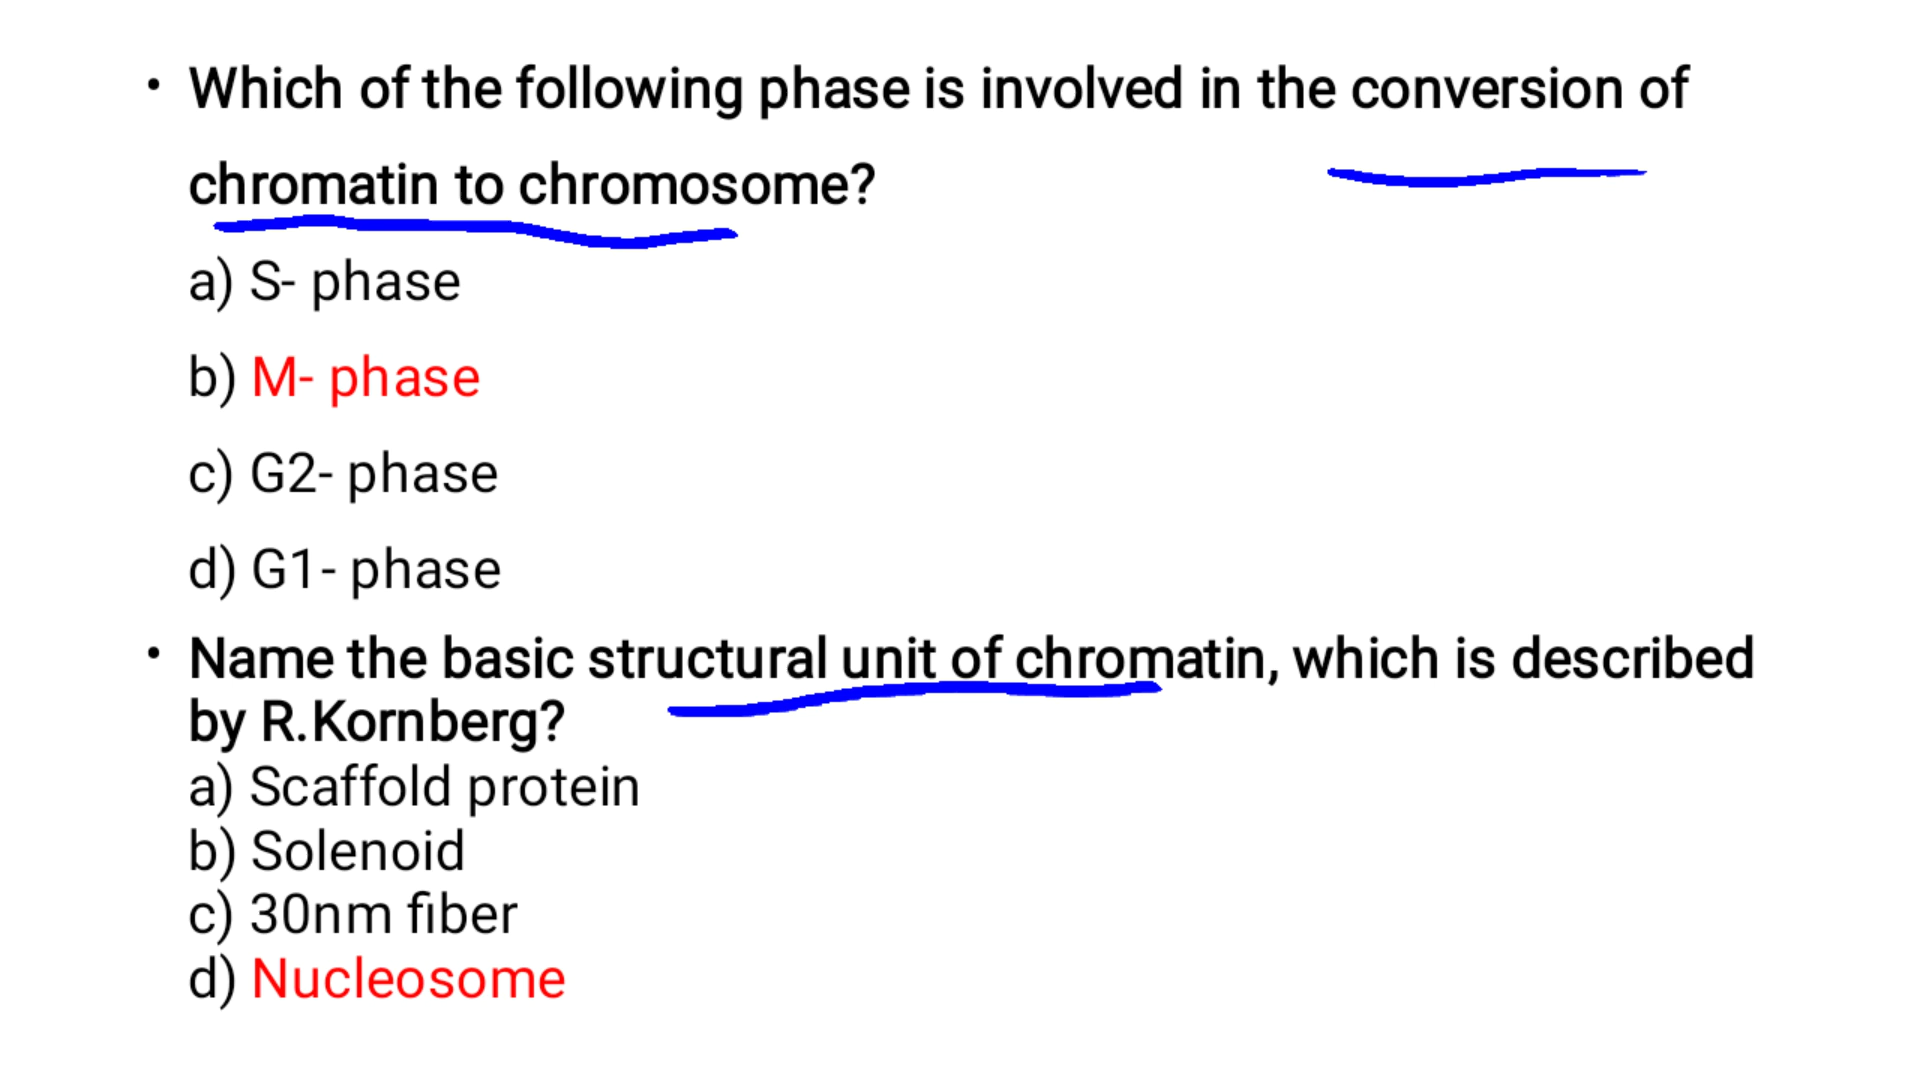 • Which of the following phase is involved in the conversion of
chromatin to chromosome?
a) S- phase
b) M- phase
c) G2- phase
d) G1- phase
• Name the basic structural unit of chromatin, which is described
by R.Kornberg?
a) Scaffold protein
b) Solenoid
c) 30nm fiber
d) Nucleosome